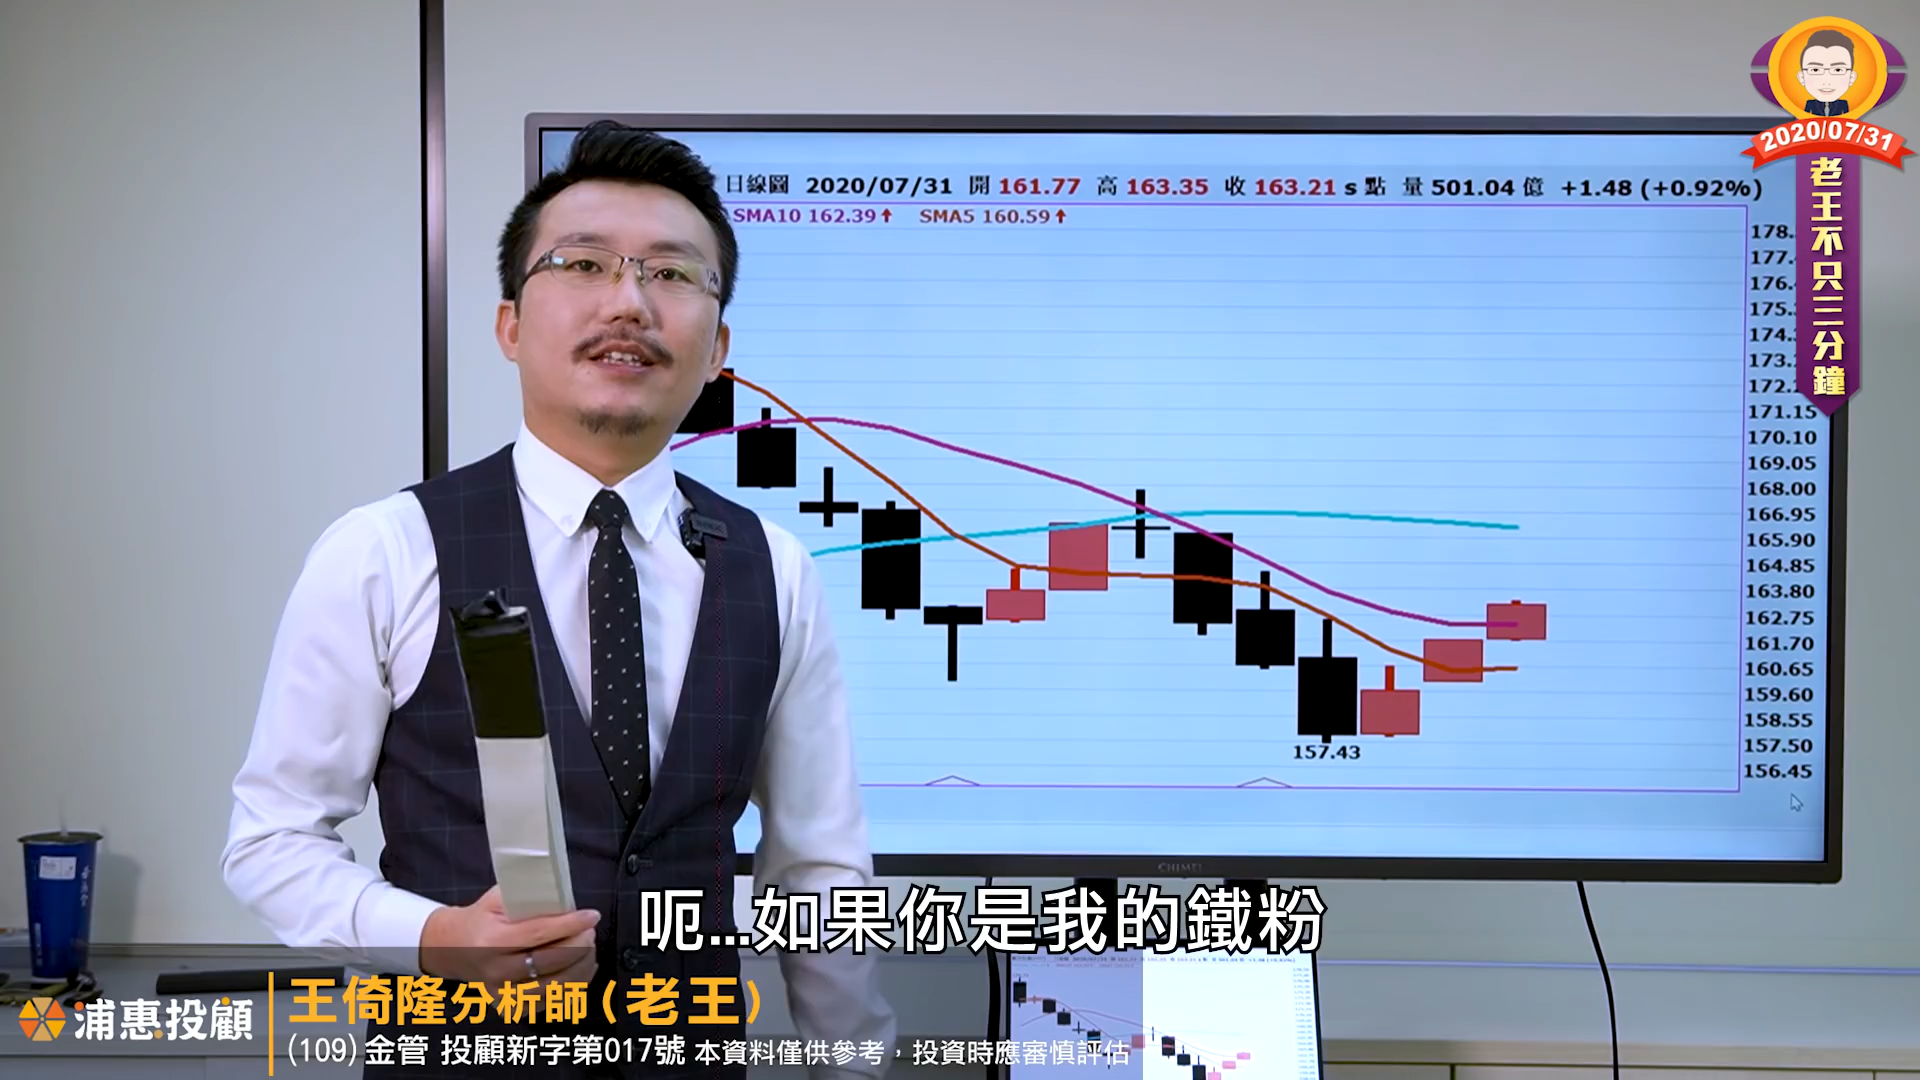 2020/07/31
老王不只三分鐘
日線圖 2020/07/31 開 161.77 高 163.35 收 163.21 s 點 量 501.04 億 +1.48 (+0.92%)
SMA10 162.39↑ SMA5 160.59↑
171.15
170.10
169.05
168.00
166.95
165.90
164.85
163.80
162.75
161.70
160.65
159.60
158.55
157.50
156.45
157.43
CHIMEI
呃...如果你是我的鐵粉
浦惠投顧
王倚隆分析師(老王)
(109)金管 投顧新字第017號 本資料僅供參考，投資時應審慎評估